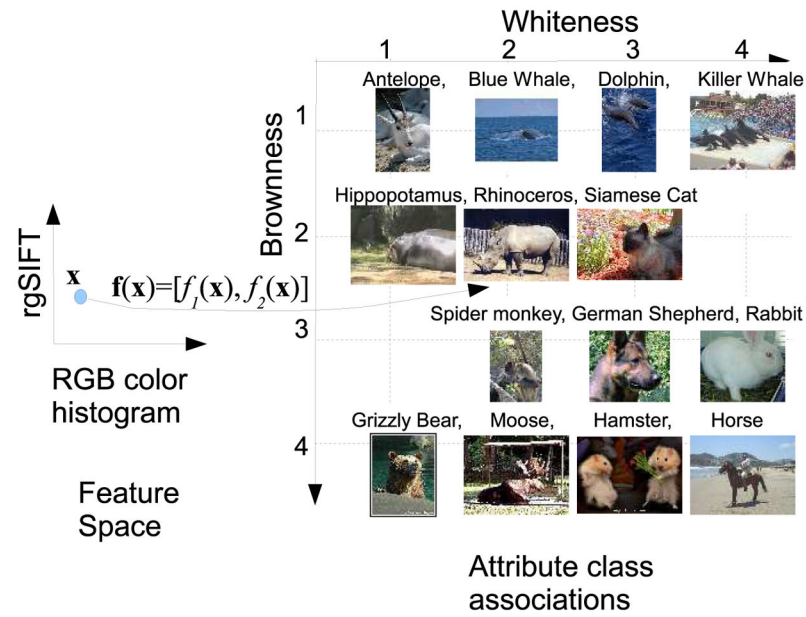 Whiteness
1 2 3 4
Brownness
1
Antelope, Blue Whale, Dolphin, Killer Whale
2
Hippopotamus, Rhinoceros, Siamese Cat
3
Spider monkey, German Shepherd, Rabbit
4
Grizzly Bear, Moose, Hamster, Horse
rgSIFT
x
f(x)=[f1(x), f2(x)]
RGB color
histogram
Feature
Space
Attribute class
associations